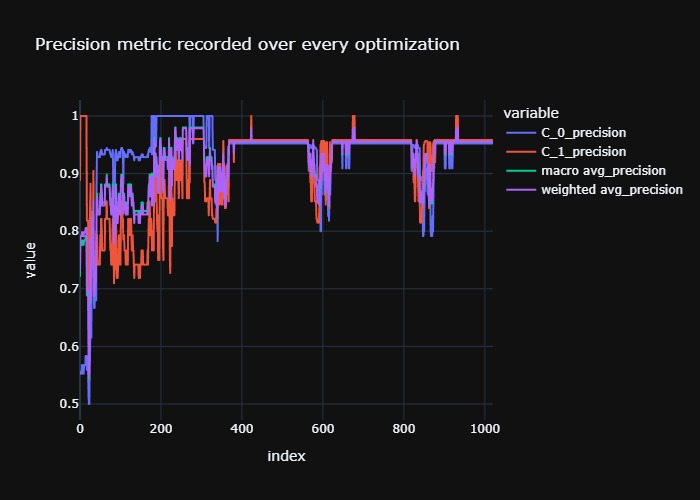 Precision metric recorded over every optimization
variable
C_0_precision
C_1_precision
macro avg_precision
weighted avg_precision
value
1
0.9
0.8
0.7
0.6
0.5
0 200 400 600 800 1000
index